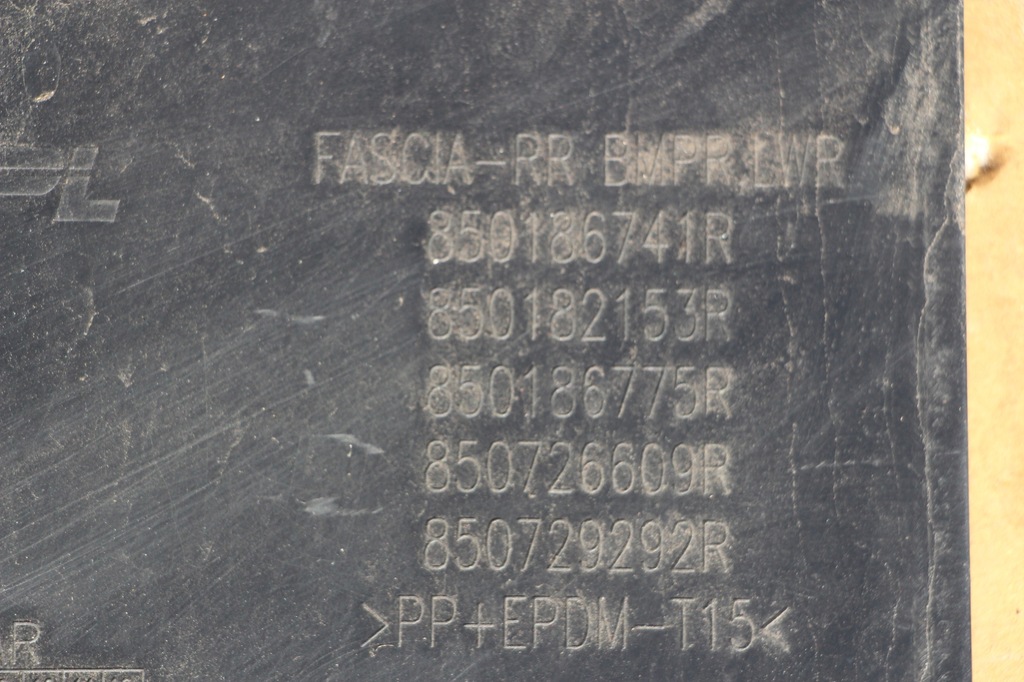 FASCIA-RR BMPR,LWR
850186741R
850182153R
850186775R
850726609R
850729292R
>PP+EPDM-T15<
R